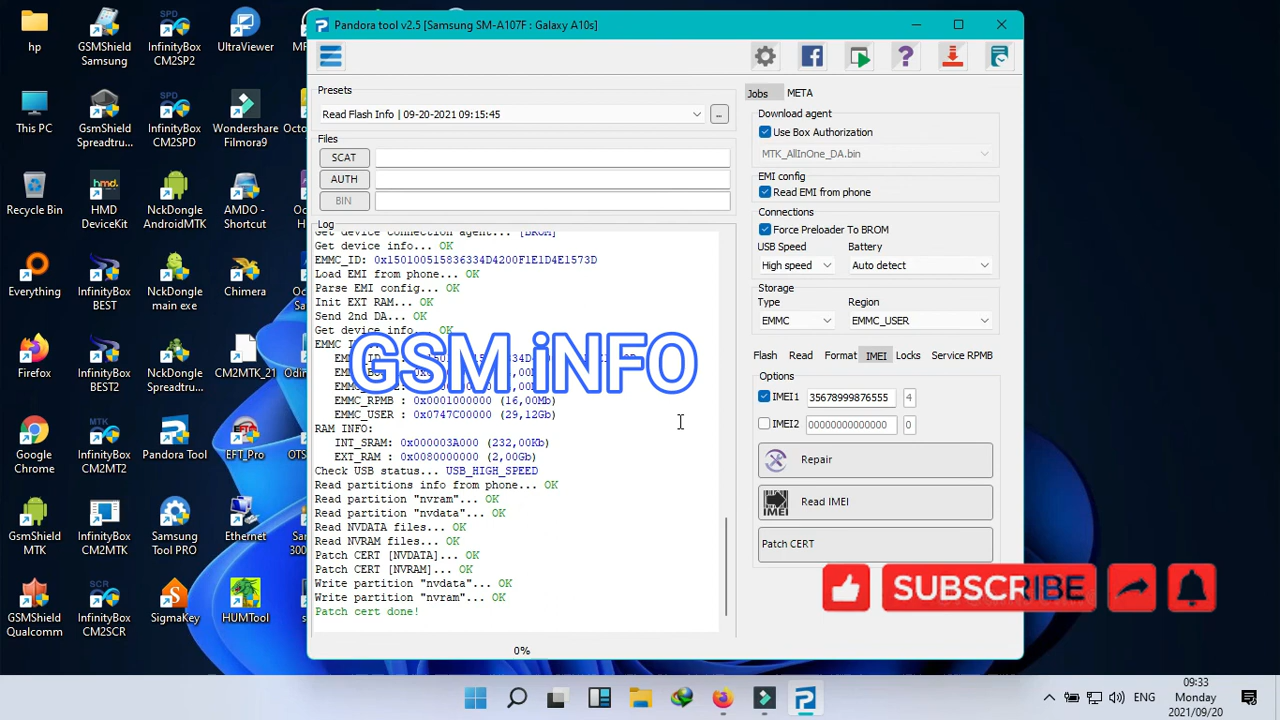 Pandora tool v2.5 [Samsung SM-A107F : Galaxy A10s]
hp
GSMShield Samsung
InfinityBox CM2SP2
UltraViewer
This PC
GsmShield Spreadtru...
InfinityBox CM2SPD
Wondershare Filmora9
Recycle Bin
HMD DeviceKit
NckDongle AndroidMTK
AMDO - Shortcut
Everything
InfinityBox BEST
NckDongle main exe
Chimera
Firefox
InfinityBox BEST2
NckDongle Spreadtru...
CM2MTK_21
Google Chrome
InfinityBox CM2QLM
Pandora Tool
EFT_Pro
GsmShield MTK
InfinityBox CM2MTK
Samsung Tool PRO
Ethernet
GSMShield Qualcomm
InfinityBox CM2SCR
SigmaKey
HUMTool
Presets
Read Flash Info | 09-20-2021 09:15:45
...
Files
SCAT
AUTH
BIN
Log
Get device connection agent... [BROM]
Get device info... OK
EMMC_ID: 0x150100515836334D4200F1E1D4E1573D
Load EMI from phone... OK
Parse EMI config... OK
Init EXT RAM... OK
Send 2nd DA... OK
Get device info... OK
GSM iNFO
EMMC_RPMB : 0x0001000000 (16,00Mb)
EMMC_USER : 0x0747C00000 (29,12Gb)
RAM INFO:
INT_SRAM: 0x000003A000 (232,00Kb)
EXT_RAM: 0x0080000000 (2,00Gb)
Check USB status... USB_HIGH_SPEED
Read partitions info from phone... OK
Read partition "nvram"... OK
Read partition "nvdata"... OK
Read NVDATA files... OK
Read NVRAM files... OK
Patch CERT [NVDATA]... OK
Patch CERT [NVRAM]... OK
Write partition "nvdata"... OK
Write partition "nvram"... OK
Patch cert done!
0%
Jobs META
Download agent
Use Box Authorization
MTK_AllInOne_DA.bin
EMI config
Read EMI from phone
Connections
Force Preloader To BROM
USB Speed Battery
High speed Auto detect
Storage
Type Region
EMMC EMMC_USER
Flash Read Format IMEI Locks Service RPMB
Options
IMEI1 35678999876555 4
IMEI2 00000000000000 0
Repair
IMEI Read IMEI
Patch CERT
SUBSCRIBE
ENG
09:33
Monday
2021/09/20